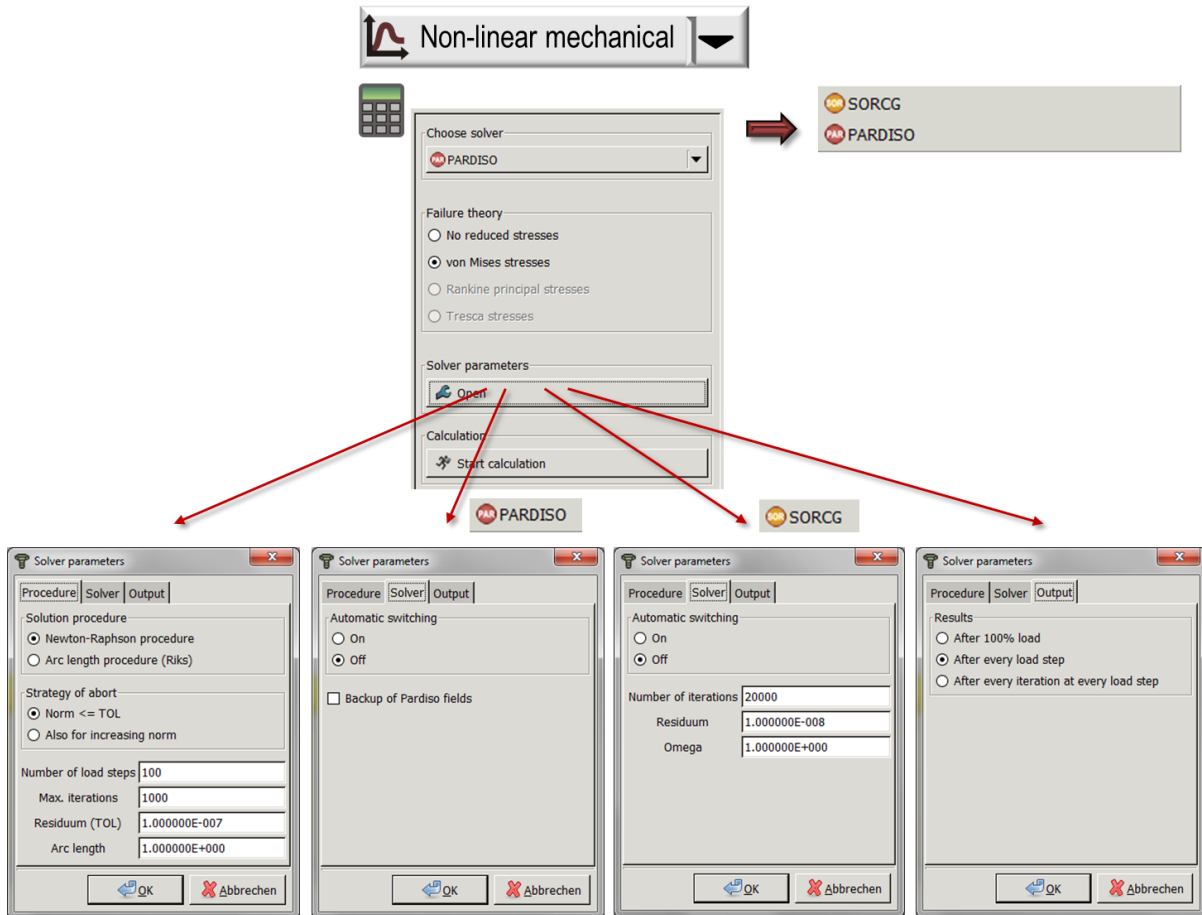 Non-linear mechanical
SOR SORCG
PAR PARDISO
Choose solver
PAR PARDISO
Failure theory
No reduced stresses
von Mises stresses
Rankine principal stresses
Tresca stresses
Solver parameters
Open
Calculation
Start calculation
PAR PARDISO
SOR SORCG
Solver parameters
Procedure Solver Output
Solution procedure
Newton-Raphson procedure
Arc length procedure (Riks)
Strategy of abort
Norm <= TOL
Also for increasing norm
Number of load steps 100
Max. iterations 1000
Residuum (TOL) 1.000000E-007
Arc length 1.000000E+000
OK Abbrechen
Solver parameters
Procedure Solver Output
Automatic switching
On
Off
Backup of Pardiso fields
OK Abbrechen
Solver parameters
Procedure Solver Output
Automatic switching
On
Off
Number of iterations 20000
Residuum 1.000000E-008
Omega 1.000000E+000
OK Abbrechen
Solver parameters
Procedure Solver Output
Results
After 100% load
After every load step
After every iteration at every load step
OK Abbrechen